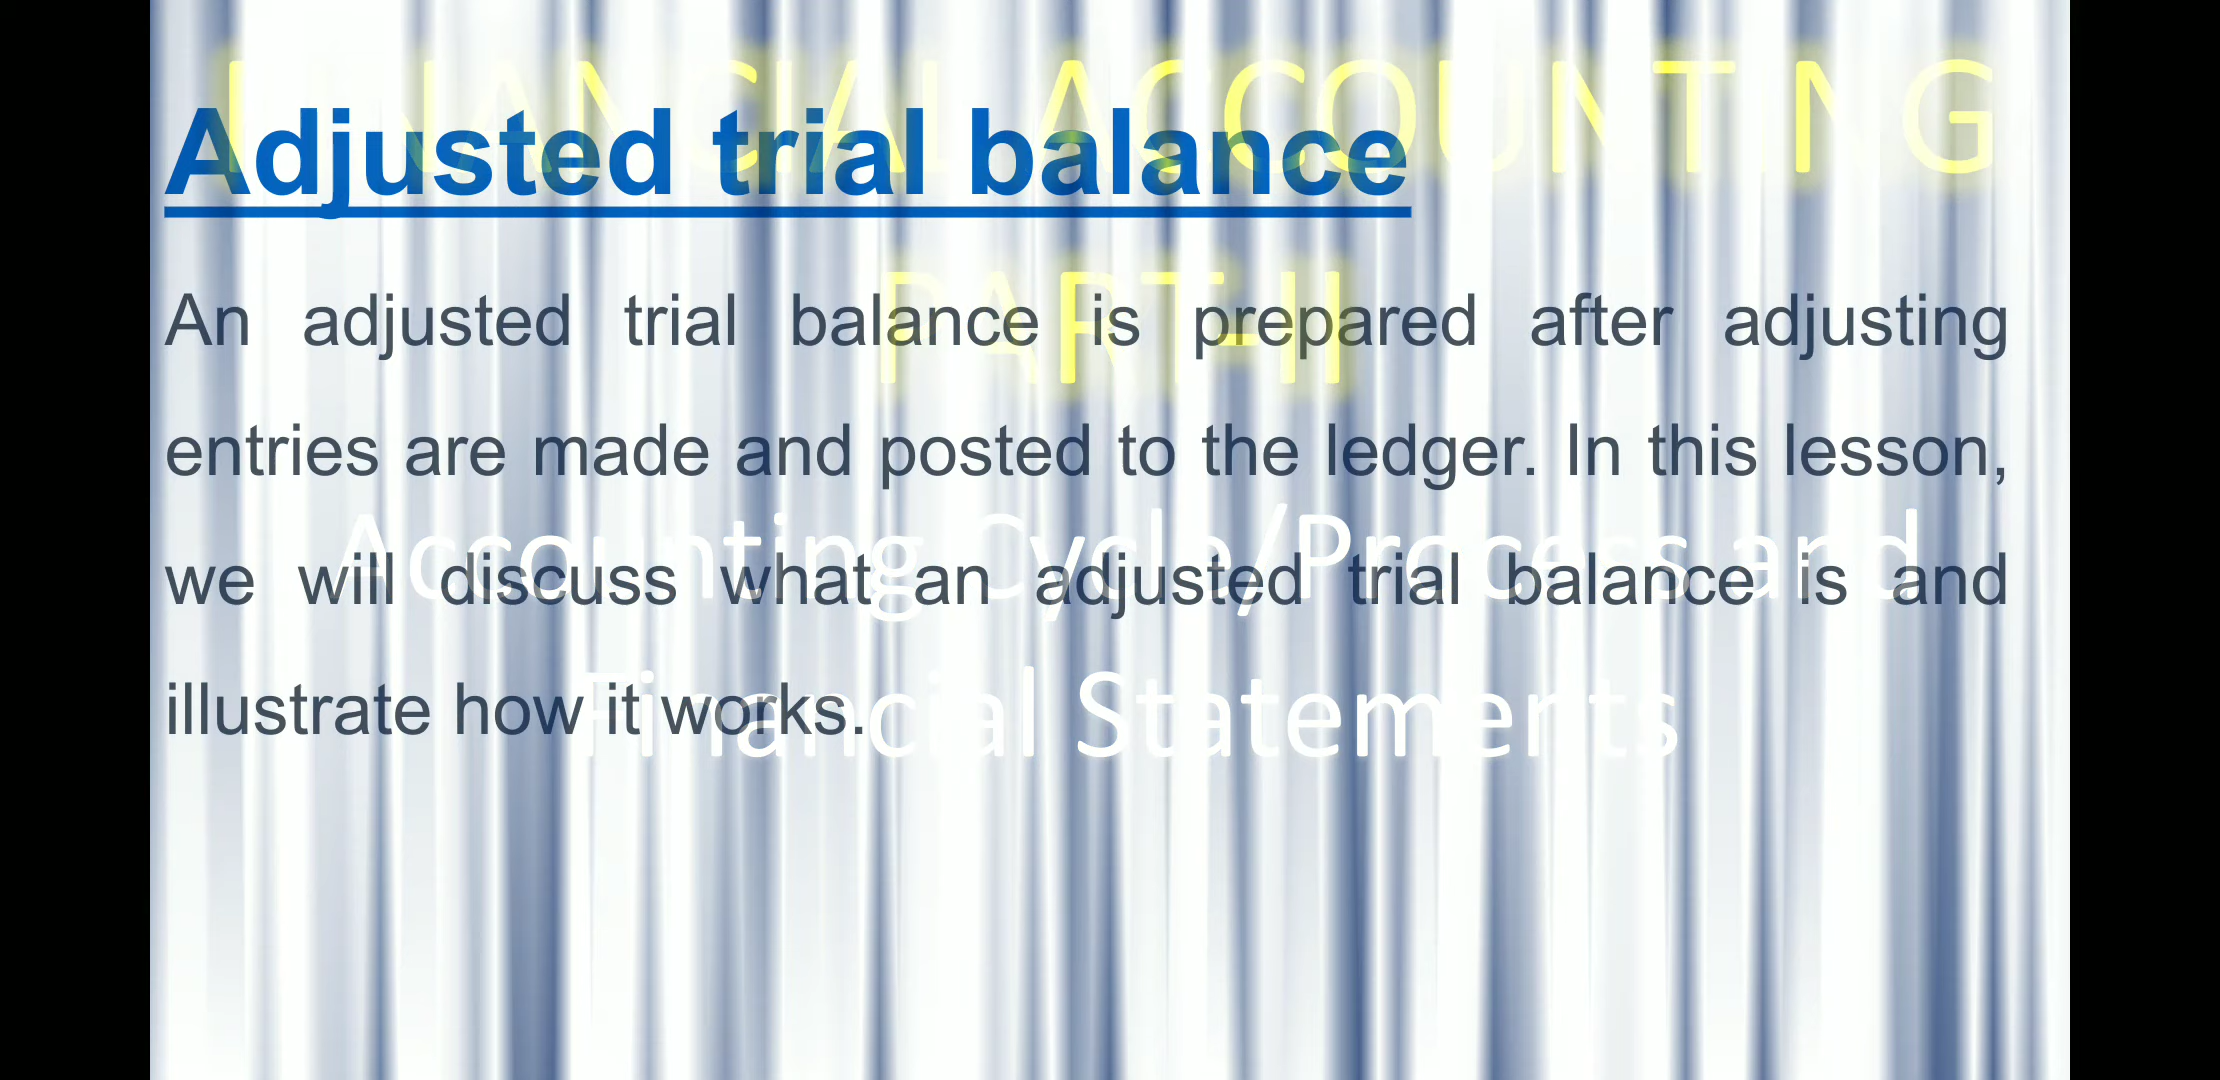 FINANCIAL ACCOUNTING
Adjusted trial balance
PART-II
An adjusted trial balance is prepared after adjusting
entries are made and posted to the ledger. In this lesson,
Accounting Cycle/Process and
we will discuss what an adjusted trial balance is and
Financial Statements
illustrate how it works.